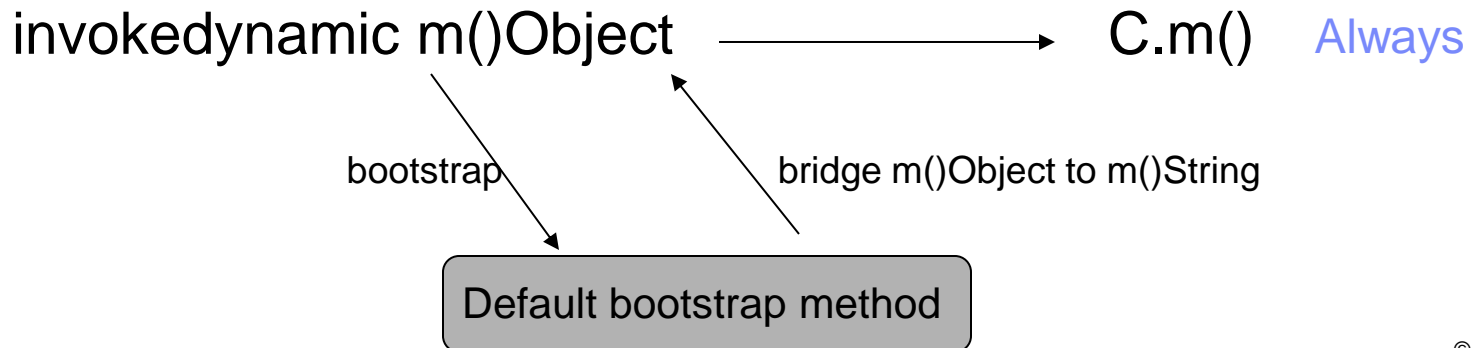 invokedynamic m()Object C.m() Always
bootstrap bridge m()Object to m()String
Default bootstrap method
©